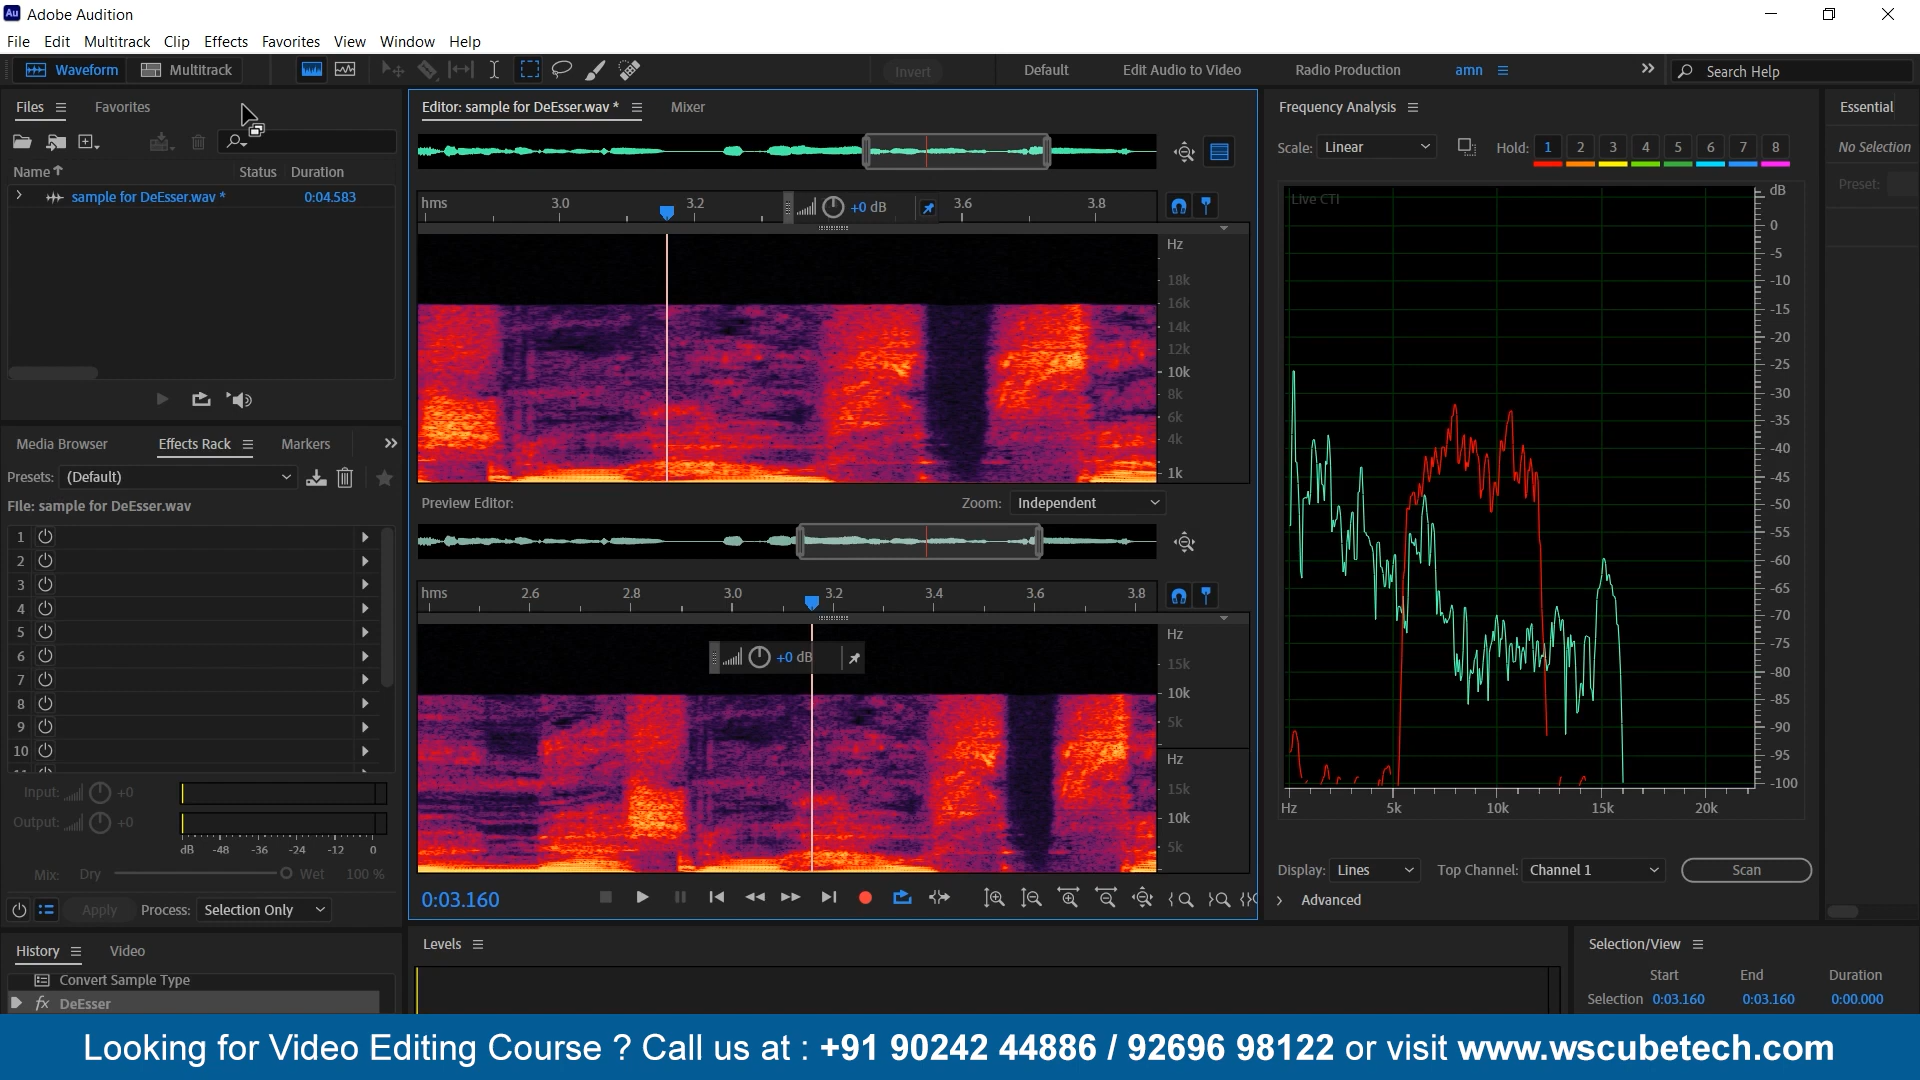 Au Adobe Audition
File Edit Multitrack Clip Effects Favorites View Window Help
Waveform Multitrack Invert Default Edit Audio to Video Radio Production amn Search Help
Files Favorites
Name Status Duration
sample for DeEsser.wav * 0:04.583
Media Browser Effects Rack Markers
Presets: (Default)
File: sample for DeEsser.wav
1
2
3
4
5
6
7
8
9
10
Input: +0
Output: +0
dB -48 -36 -24 -12 0
Mix: Dry Wet 100 %
Apply Process: Selection Only
History Video
Convert Sample Type
fx DeEsser
Editor: sample for DeEsser.wav * Mixer
hms 3.0 3.2 +0 dB 3.6 3.8
Hz
18k
16k
14k
12k
10k
8k
6k
4k
1k
Preview Editor: Zoom: Independent
hms 2.6 2.8 3.0 3.2 3.4 3.6 3.8
+0 dB
Hz
15k
10k
5k
Hz
15k
10k
5k
0:03.160
Levels
Frequency Analysis
Scale: Linear Hold: 1 2 3 4 5 6 7 8
Live CTI
dB
0
-5
-10
-15
-20
-25
-30
-35
-40
-45
-50
-55
-60
-65
-70
-75
-80
-85
-90
-95
-100
Hz 5k 10k 15k 20k
Display: Lines Top Channel: Channel 1 Scan
Advanced
Essential
No Selection
Preset:
Selection/View
Start End Duration
Selection 0:03.160 0:03.160 0:00.000
Looking for Video Editing Course ? Call us at : +91 90242 44886 / 92696 98122 or visit www.wscubetech.com